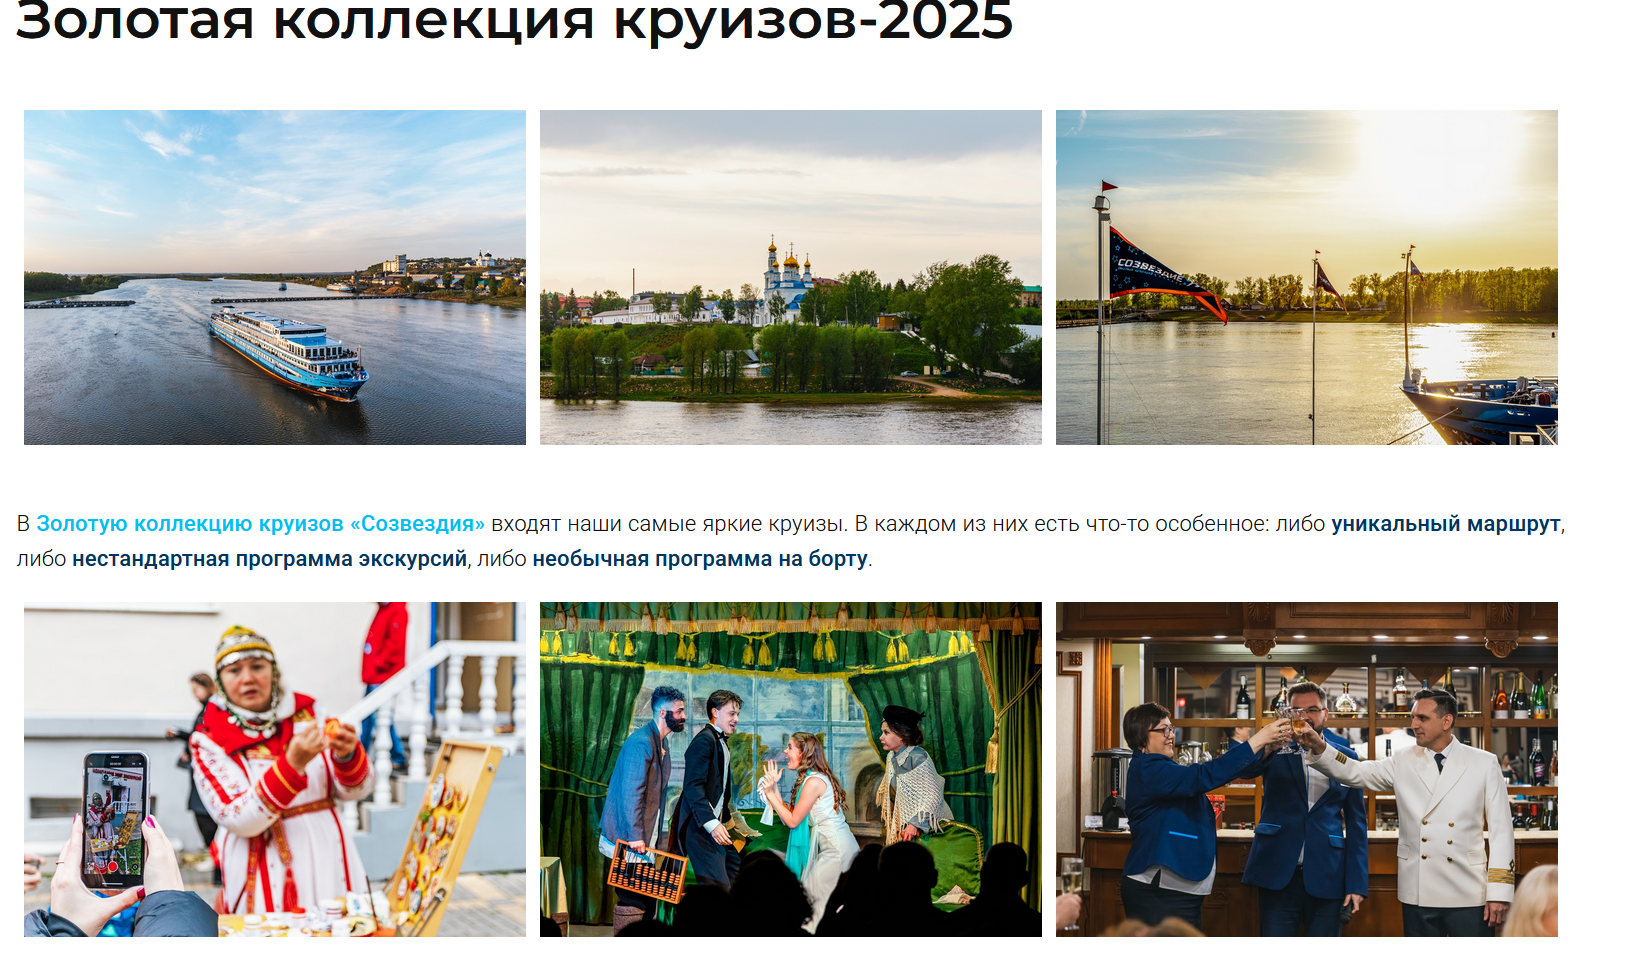 Золотая коллекция круизов-2025
СОЗВЕЗДИЕ
В Золотую коллекцию круизов «Созвездия» входят наши самые яркие круизы. В каждом из них есть что-то особенное: либо уникальный маршрут,
либо нестандартная программа экскурсий, либо необычная программа на борту.